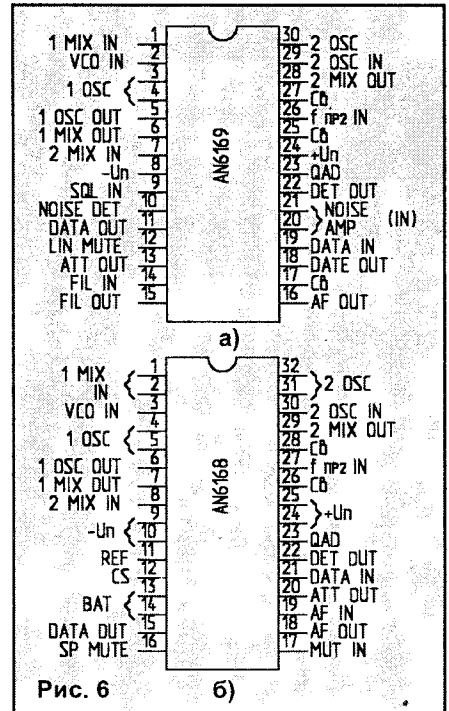 1 MIX IN 1
VCO IN 2
3
1 OSC 4
1 OSC OUT 5
1 MIX OUT 6
2 MIX IN 7
-Uп 8
SQL IN 9
NOISE DET 10
DATA OUT 11
LIN MUTE 12
ATT OUT 13
FIL IN 14
FIL OUT 15
AN6169
30 2 OSC
29 2 OSC IN
28 2 MIX OUT
27 Cб
26 f пр2 IN
25 Cб
24 +Uп
23 QAD
22 DET OUT
21 NOISE
20 AMP (IN)
19 DATA IN
18 DATE OUT
17 Cб
16 AF OUT
а)
1
1 MIX IN 2
VCO IN 3
4
1 OSC 5
1 OSC OUT 6
1 MIX OUT 7
2 MIX IN 8
9
-Uп 10
REF 11
CS 12
13
BAT 14
DATA OUT 15
SP MUTE 16
AN6168
32
31 2 OSC
30 2 OSC IN
29 2 MIX OUT
28 Cб
27 f пр2 IN
26 Cб
25
24 +Uп
23 QAD
22 DET OUT
21 DATA IN
20 ATT OUT
19 AF IN
18 AF OUT
17 MUT IN
Рис. 6 б)